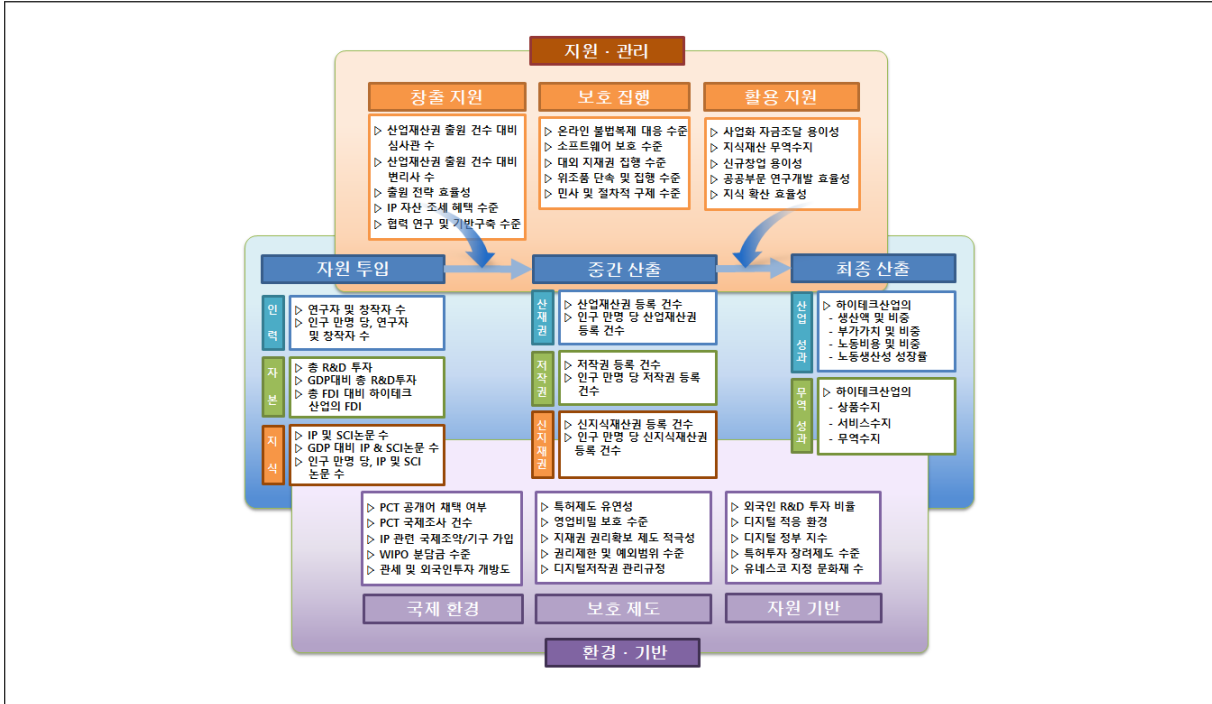 지원 · 관리
창출 지원
▷ 산업재산권 출원 건수 대비
심사관 수
▷ 산업재산권 출원 건수 대비
변리사 수
▷ 출원 전략 효율성
▷ IP 자산 조세 혜택 수준
▷ 협력 연구 및 기반구축 수준
보호 집행
▷ 온라인 불법복제 대응 수준
▷ 소프트웨어 보호 수준
▷ 대외 지재권 집행 수준
▷ 위조품 단속 및 집행 수준
▷ 민사 및 절차적 구제 수준
활용 지원
▷ 사업화 자금조달 용이성
▷ 지식재산 무역수지
▷ 신규창업 용이성
▷ 공공부문 연구개발 효율성
▷ 지식 확산 효율성
자원 투입
인력
▷ 연구자 및 창작자 수
▷ 인구 만명 당, 연구자
및 창작자 수
자본
▷ 총 R&D 투자
▷ GDP대비 총 R&D투자
▷ 총 FDI 대비 하이테크
산업의 FDI
지식
▷ IP 및 SCI논문 수
▷ GDP 대비 IP & SCI논문 수
▷ 인구 만명 당, IP 및 SCI
논문 수
중간 산출
산재권
▷ 산업재산권 등록 건수
▷ 인구 만명 당 산업재산권
등록 건수
저작권
▷ 저작권 등록 건수
▷ 인구 만명 당 저작권 등록
건수
신지재권
▷ 신지식재산권 등록 건수
▷ 인구 만명 당 신지식재산권
등록 건수
최종 산출
산업 성과
▷ 하이테크산업의
- 생산액 및 비중
- 부가가치 및 비중
- 노동비용 및 비중
- 노동생산성 성장률
무역 성과
▷ 하이테크산업의
- 상품수지
- 서비스수지
- 무역수지
▷ PCT 공개어 채택 여부
▷ PCT 국제조사 건수
▷ IP 관련 국제조약/기구 가입
▷ WIPO 분담금 수준
▷ 관세 및 외국인투자 개방도
국제 환경
▷ 특허제도 유연성
▷ 영업비밀 보호 수준
▷ 지재권 권리확보 제도 적극성
▷ 권리제한 및 예외범위 수준
▷ 디지털저작권 관리규정
보호 제도
▷ 외국인 R&D 투자 비율
▷ 디지털 적응 환경
▷ 디지털 정부 지수
▷ 특허투자 장려제도 수준
▷ 유네스코 지정 문화재 수
자원 기반
환경 · 기반